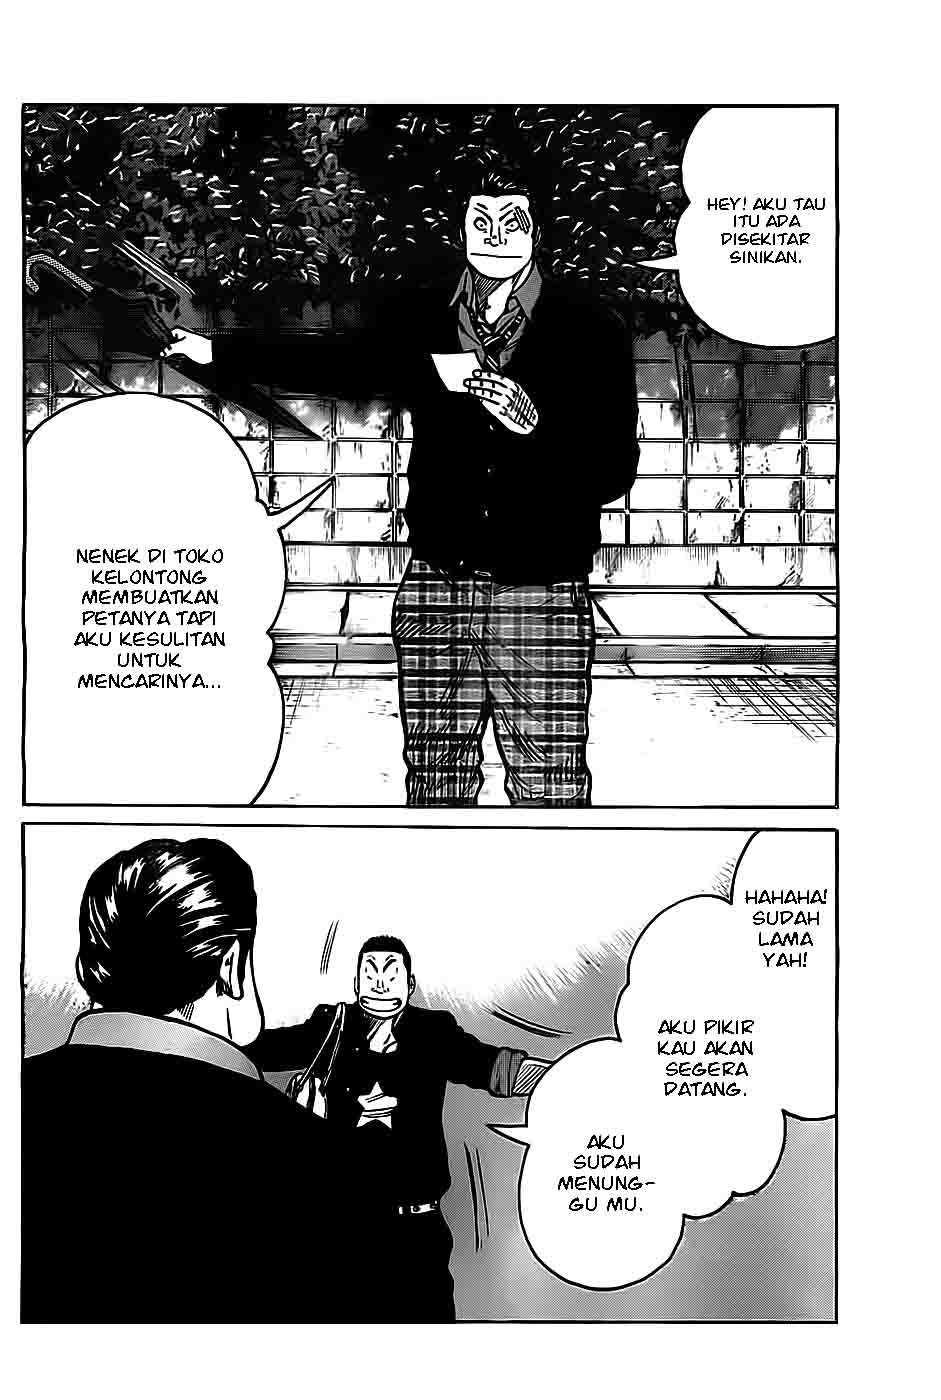 HEY! AKU TAU
ITU ADA
DISEKITAR
SINIKAN.
NENEK DI TOKO
KELONTONG
MEMBUATKAN
PETANYA TAPI
AKU KESULITAN
UNTUK
MENCARINYA...
HAHAHA!
SUDAH
LAMA
YAH!
AKU PIKIR
KAU AKAN
SEGERA
DATANG.
AKU
SUDAH
MENUNG-
GU MU.